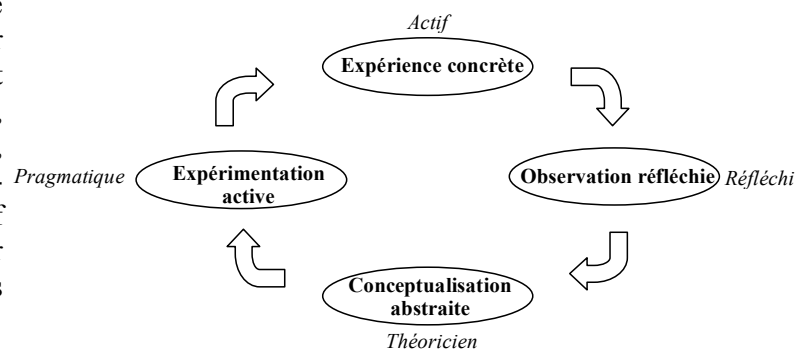 Actif
Expérience concrète
Pragmatique
Expérimentation
active
Observation réfléchie
Réfléchi
Conceptualisation
abstraite
Théoricien